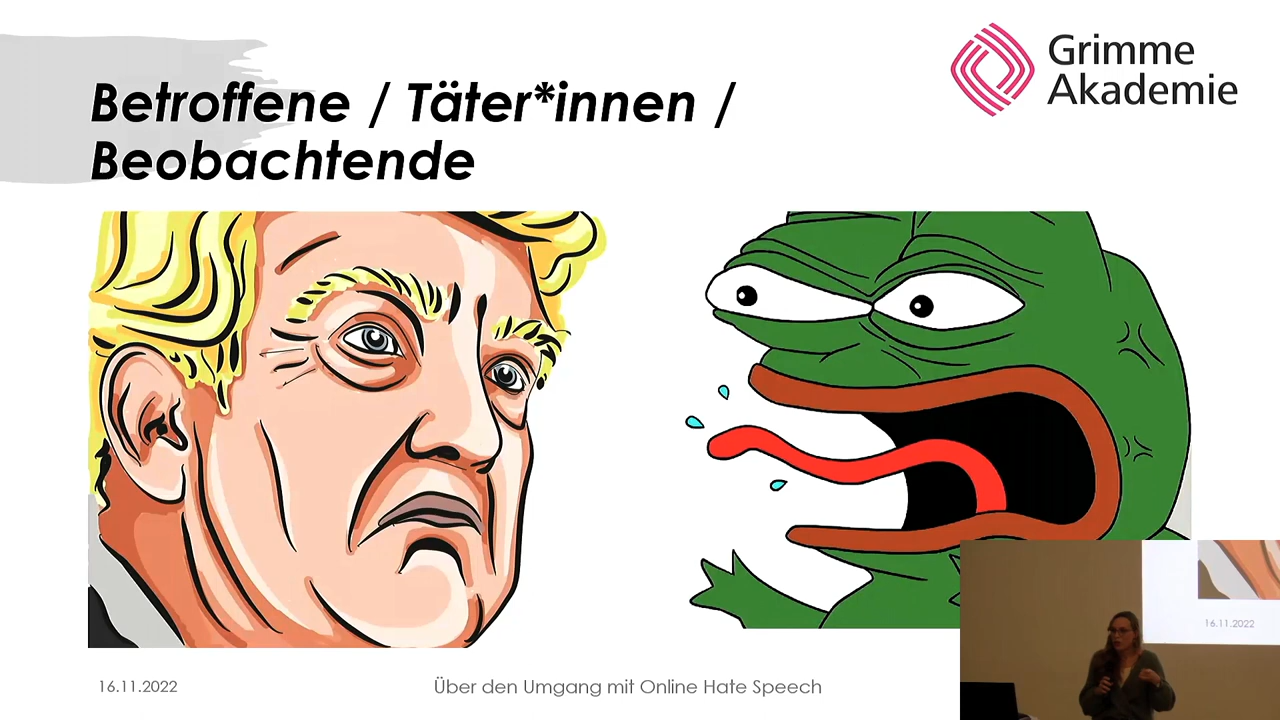 Grimme
Akademie
Betroffene / Täter*innen /
Beobachtende
16.11.2022
Über den Umgang mit Online Hate Speech
16.11.2022